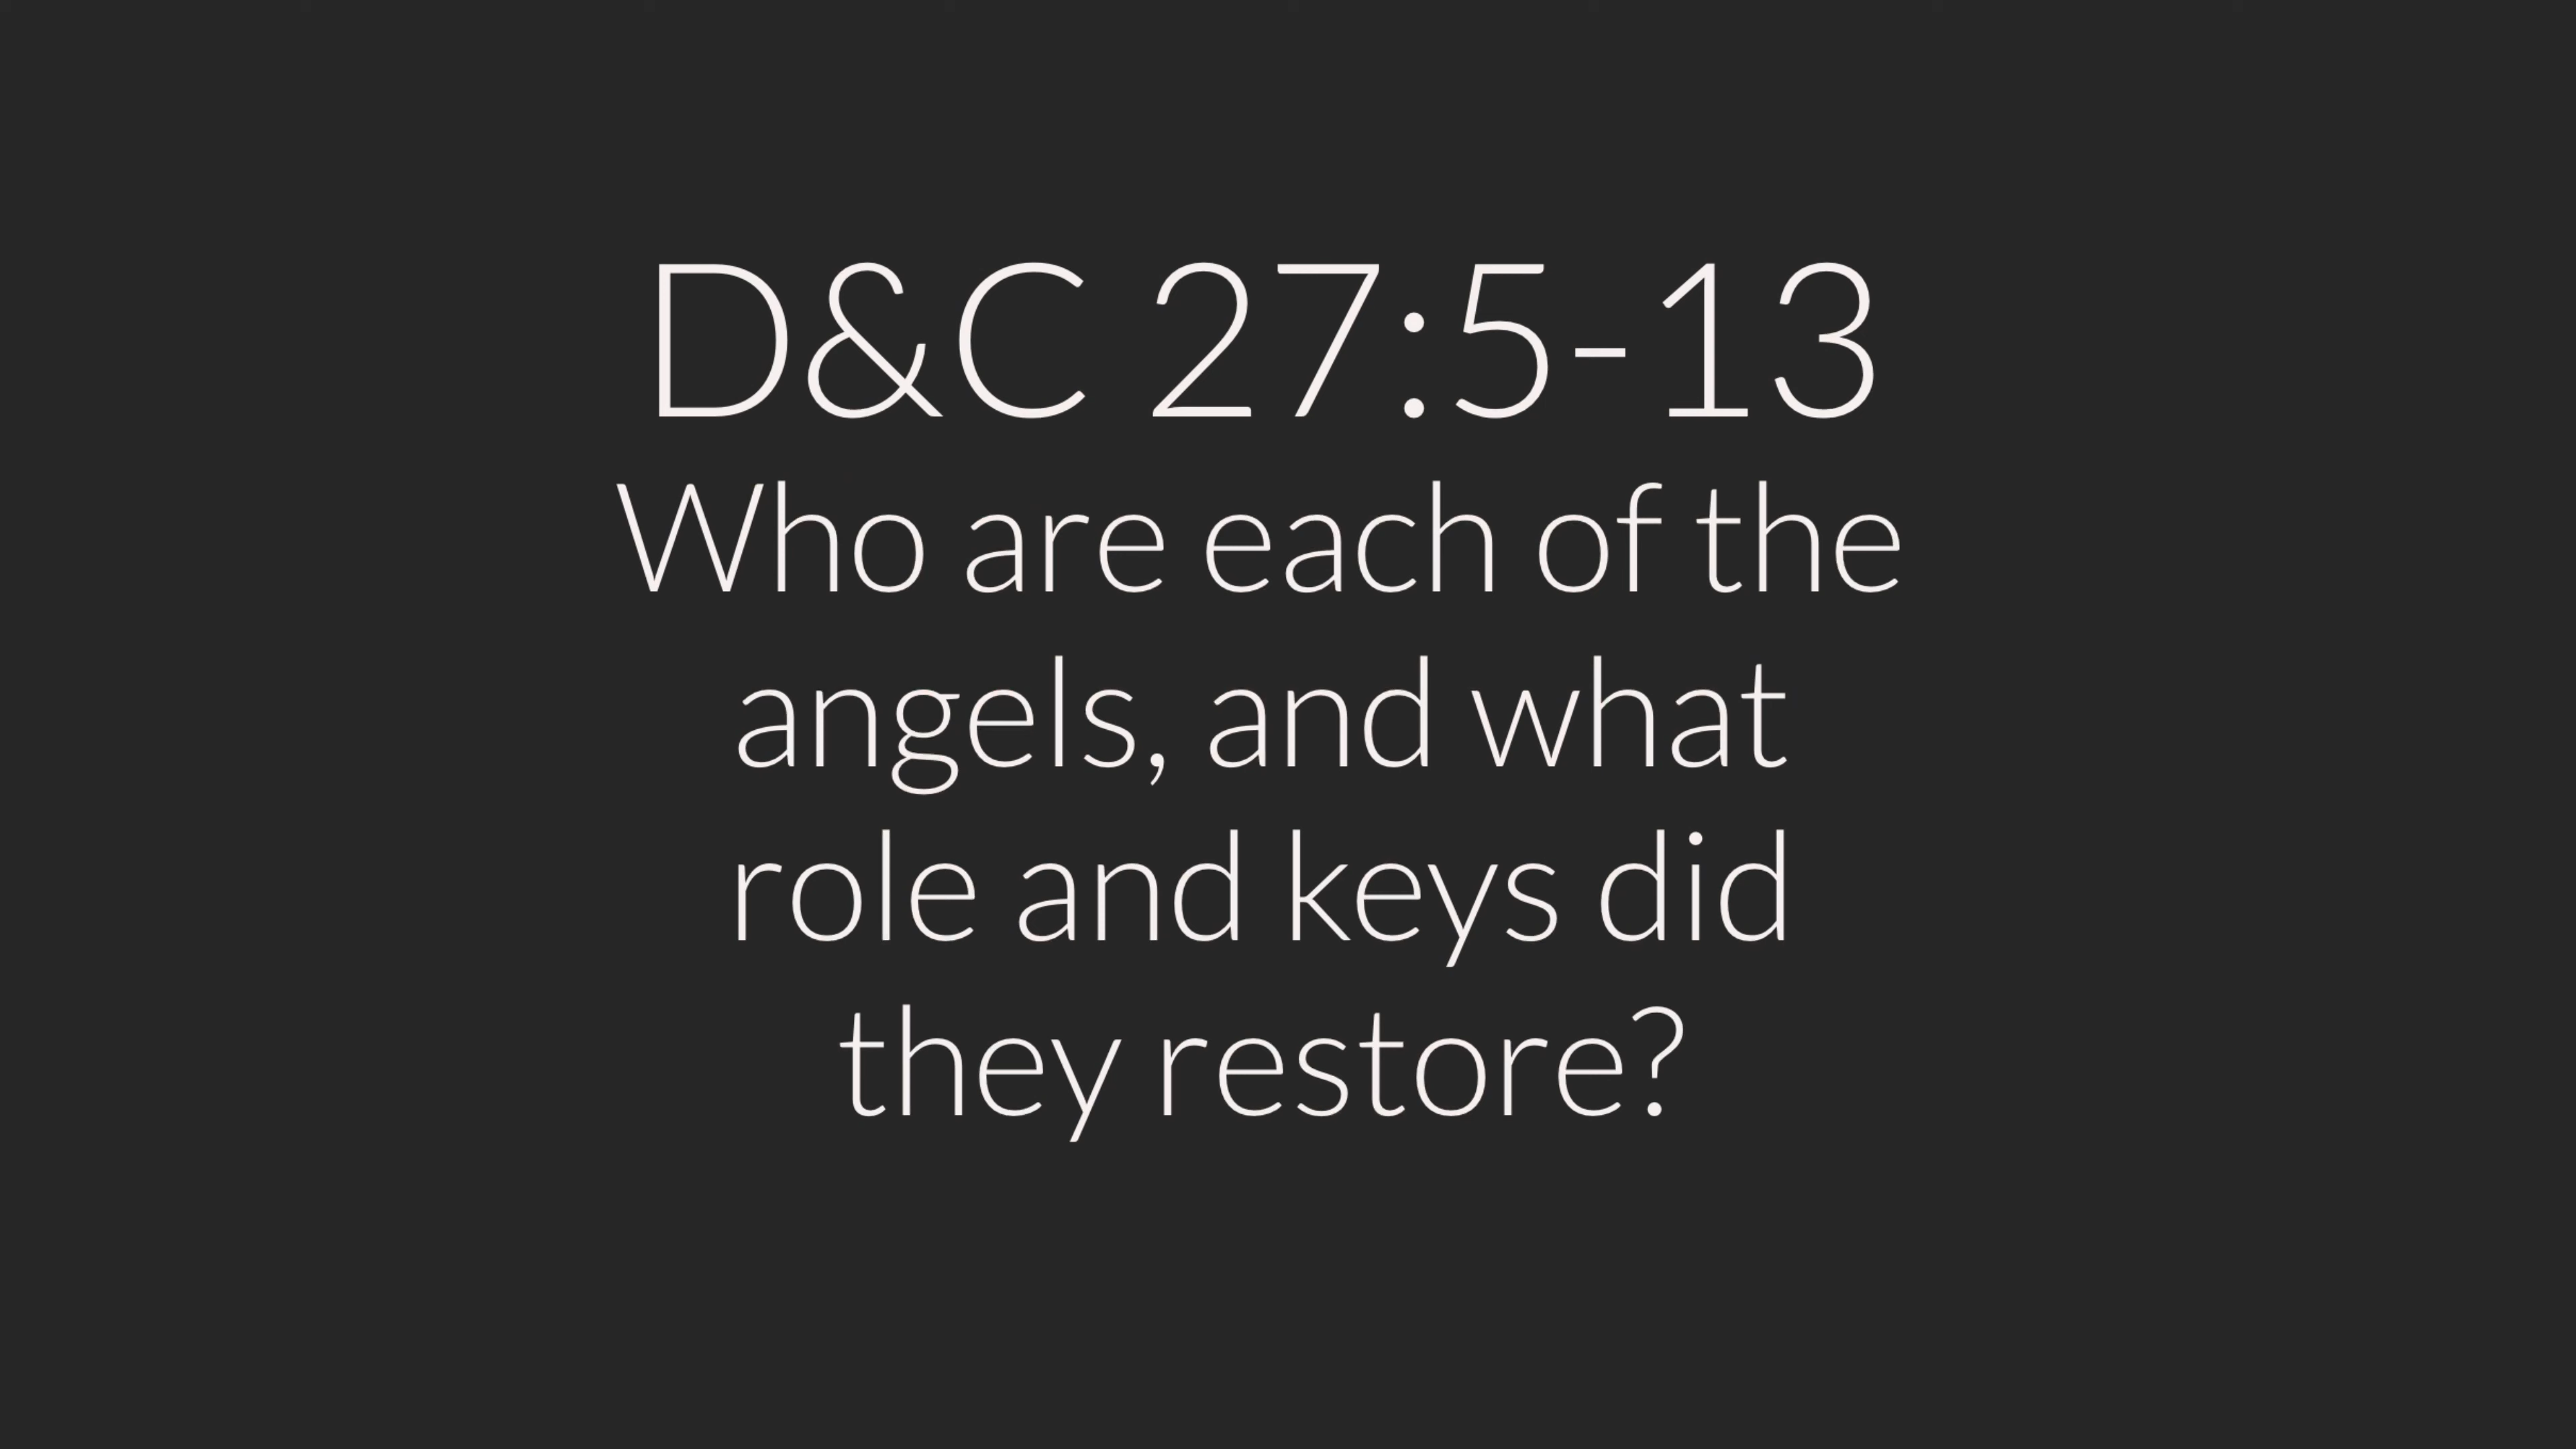 D&C 27:5-13
Who are each of the
angels, and what
role and keys did
they restore?